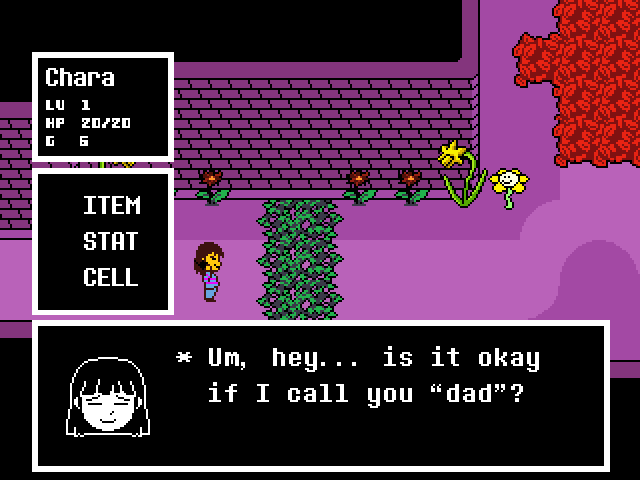 Chara
LV 1
HP 20/20
G 6
ITEM
STAT
CELL
* Um, hey... is it okay
if I call you “dad”?